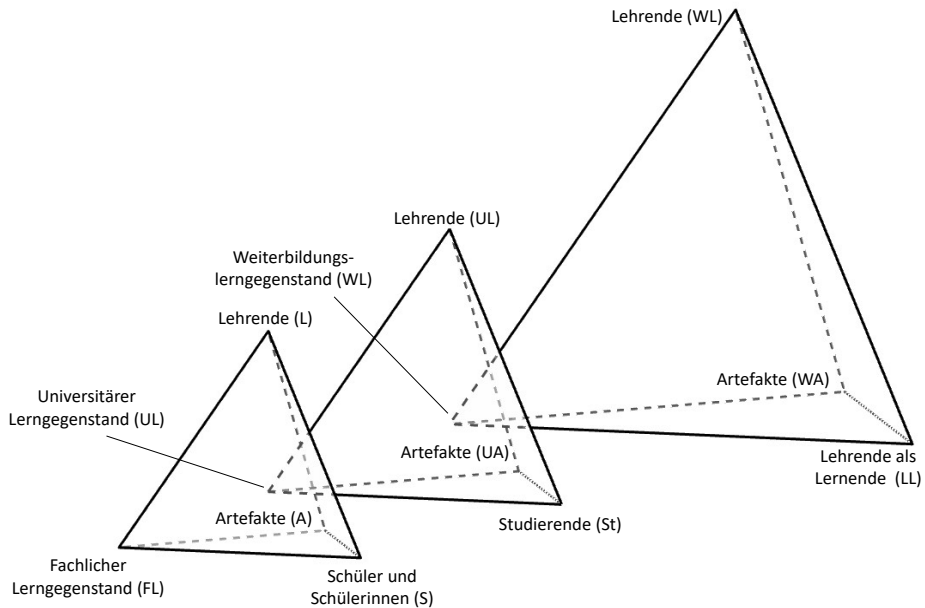 Lehrende (WL)
Lehrende (UL)
Weiterbildungs-
lerngegenstand (WL)
Lehrende (L)
Artefakte (WA)
Universitärer
Lerngegenstand (UL)
Artefakte (UA)
Lehrende als
Lernende (LL)
Artefakte (A)
Studierende (St)
Fachlicher
Lerngegenstand (FL)
Schüler und
Schülerinnen (S)